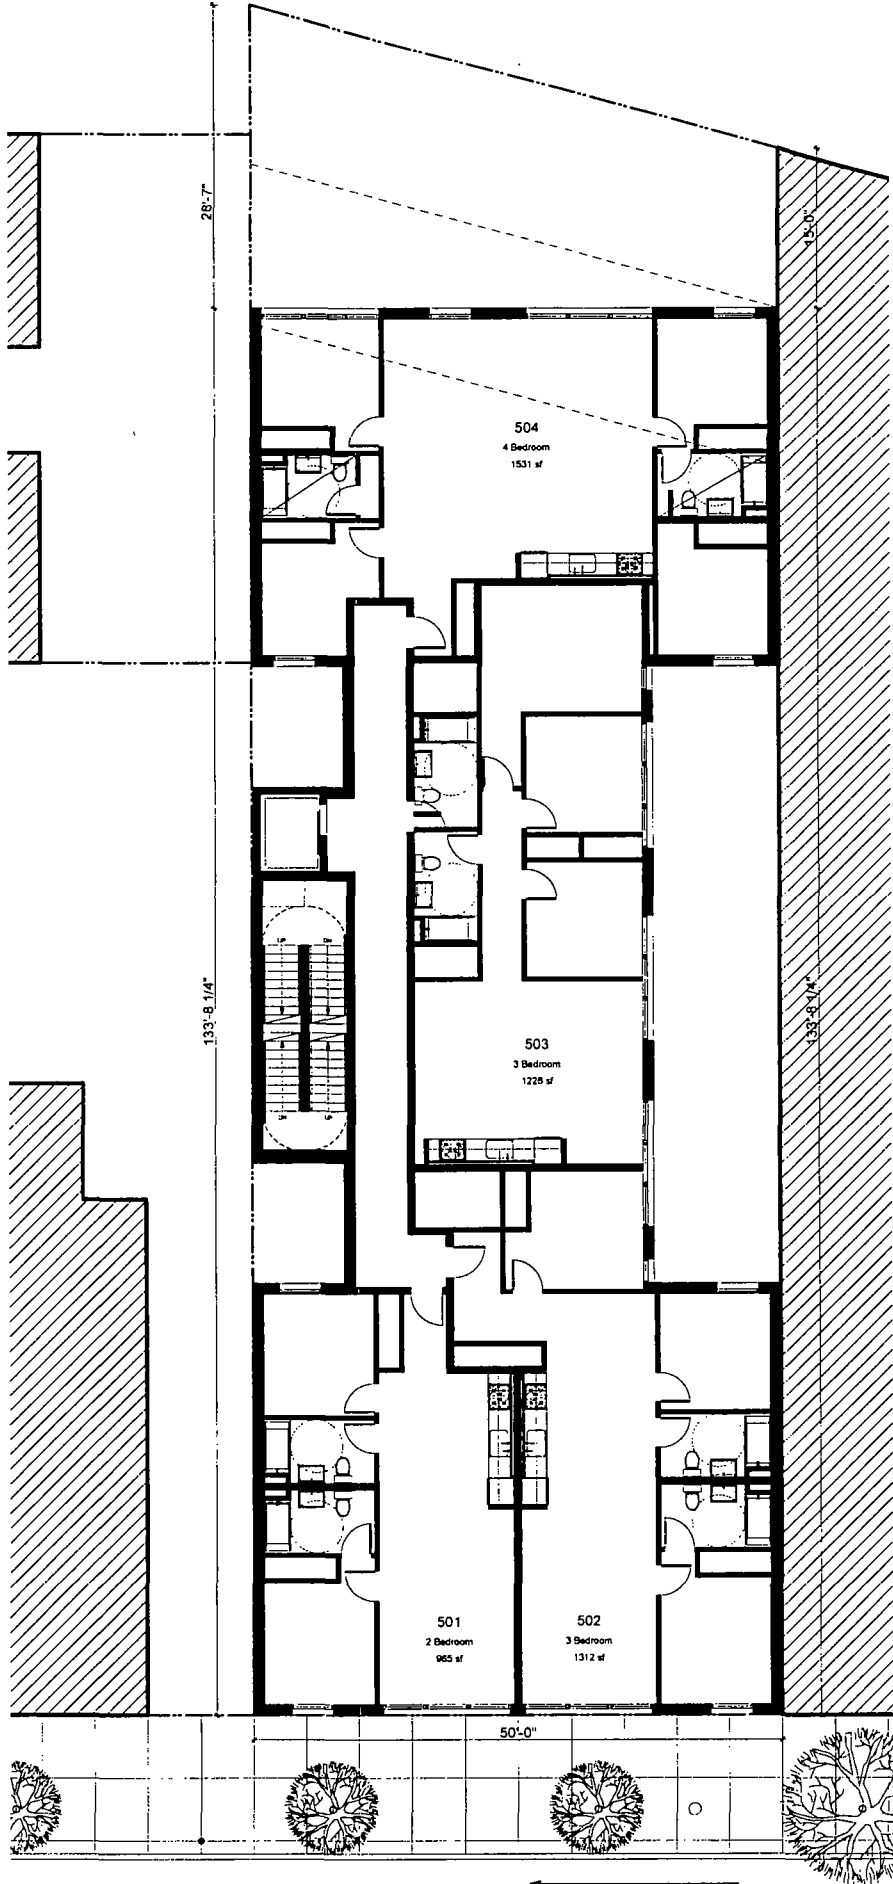 28'-7"
15'-0"
504
4 Bedroom
1531 sf
UP
DN
133'-8 1/4"
133'-8 1/4"
503
3 Bedroom
1225 sf
DN
UP
501
2 Bedroom
965 sf
502
3 Bedroom
1312 sf
50'-0"